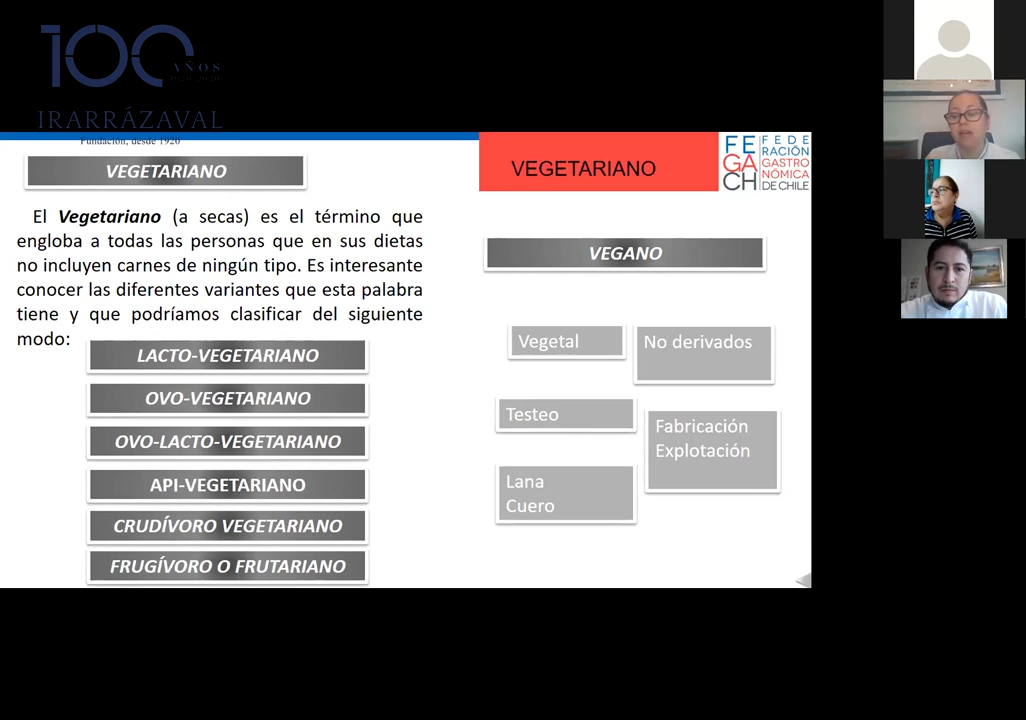 100
AÑOS
IRARRÁZAVAL
Fundación, desde 1920
VEGETARIANO
El Vegetariano (a secas) es el término que
engloba a todas las personas que en sus dietas
no incluyen carnes de ningún tipo. Es interesante
conocer las diferentes variantes que esta palabra
tiene y que podríamos clasificar del siguiente
modo:
LACTO-VEGETARIANO
OVO-VEGETARIANO
OVO-LACTO-VEGETARIANO
API-VEGETARIANO
CRUDÍVORO VEGETARIANO
FRUGÍVORO O FRUTARIANO
VEGETARIANO
FE
GA
CH
FEDE
RACIÓN
GASTRO
NÓMICA
DE CHILE
VEGANO
Vegetal
No derivados
Testeo
Fabricación
Explotación
Lana
Cuero